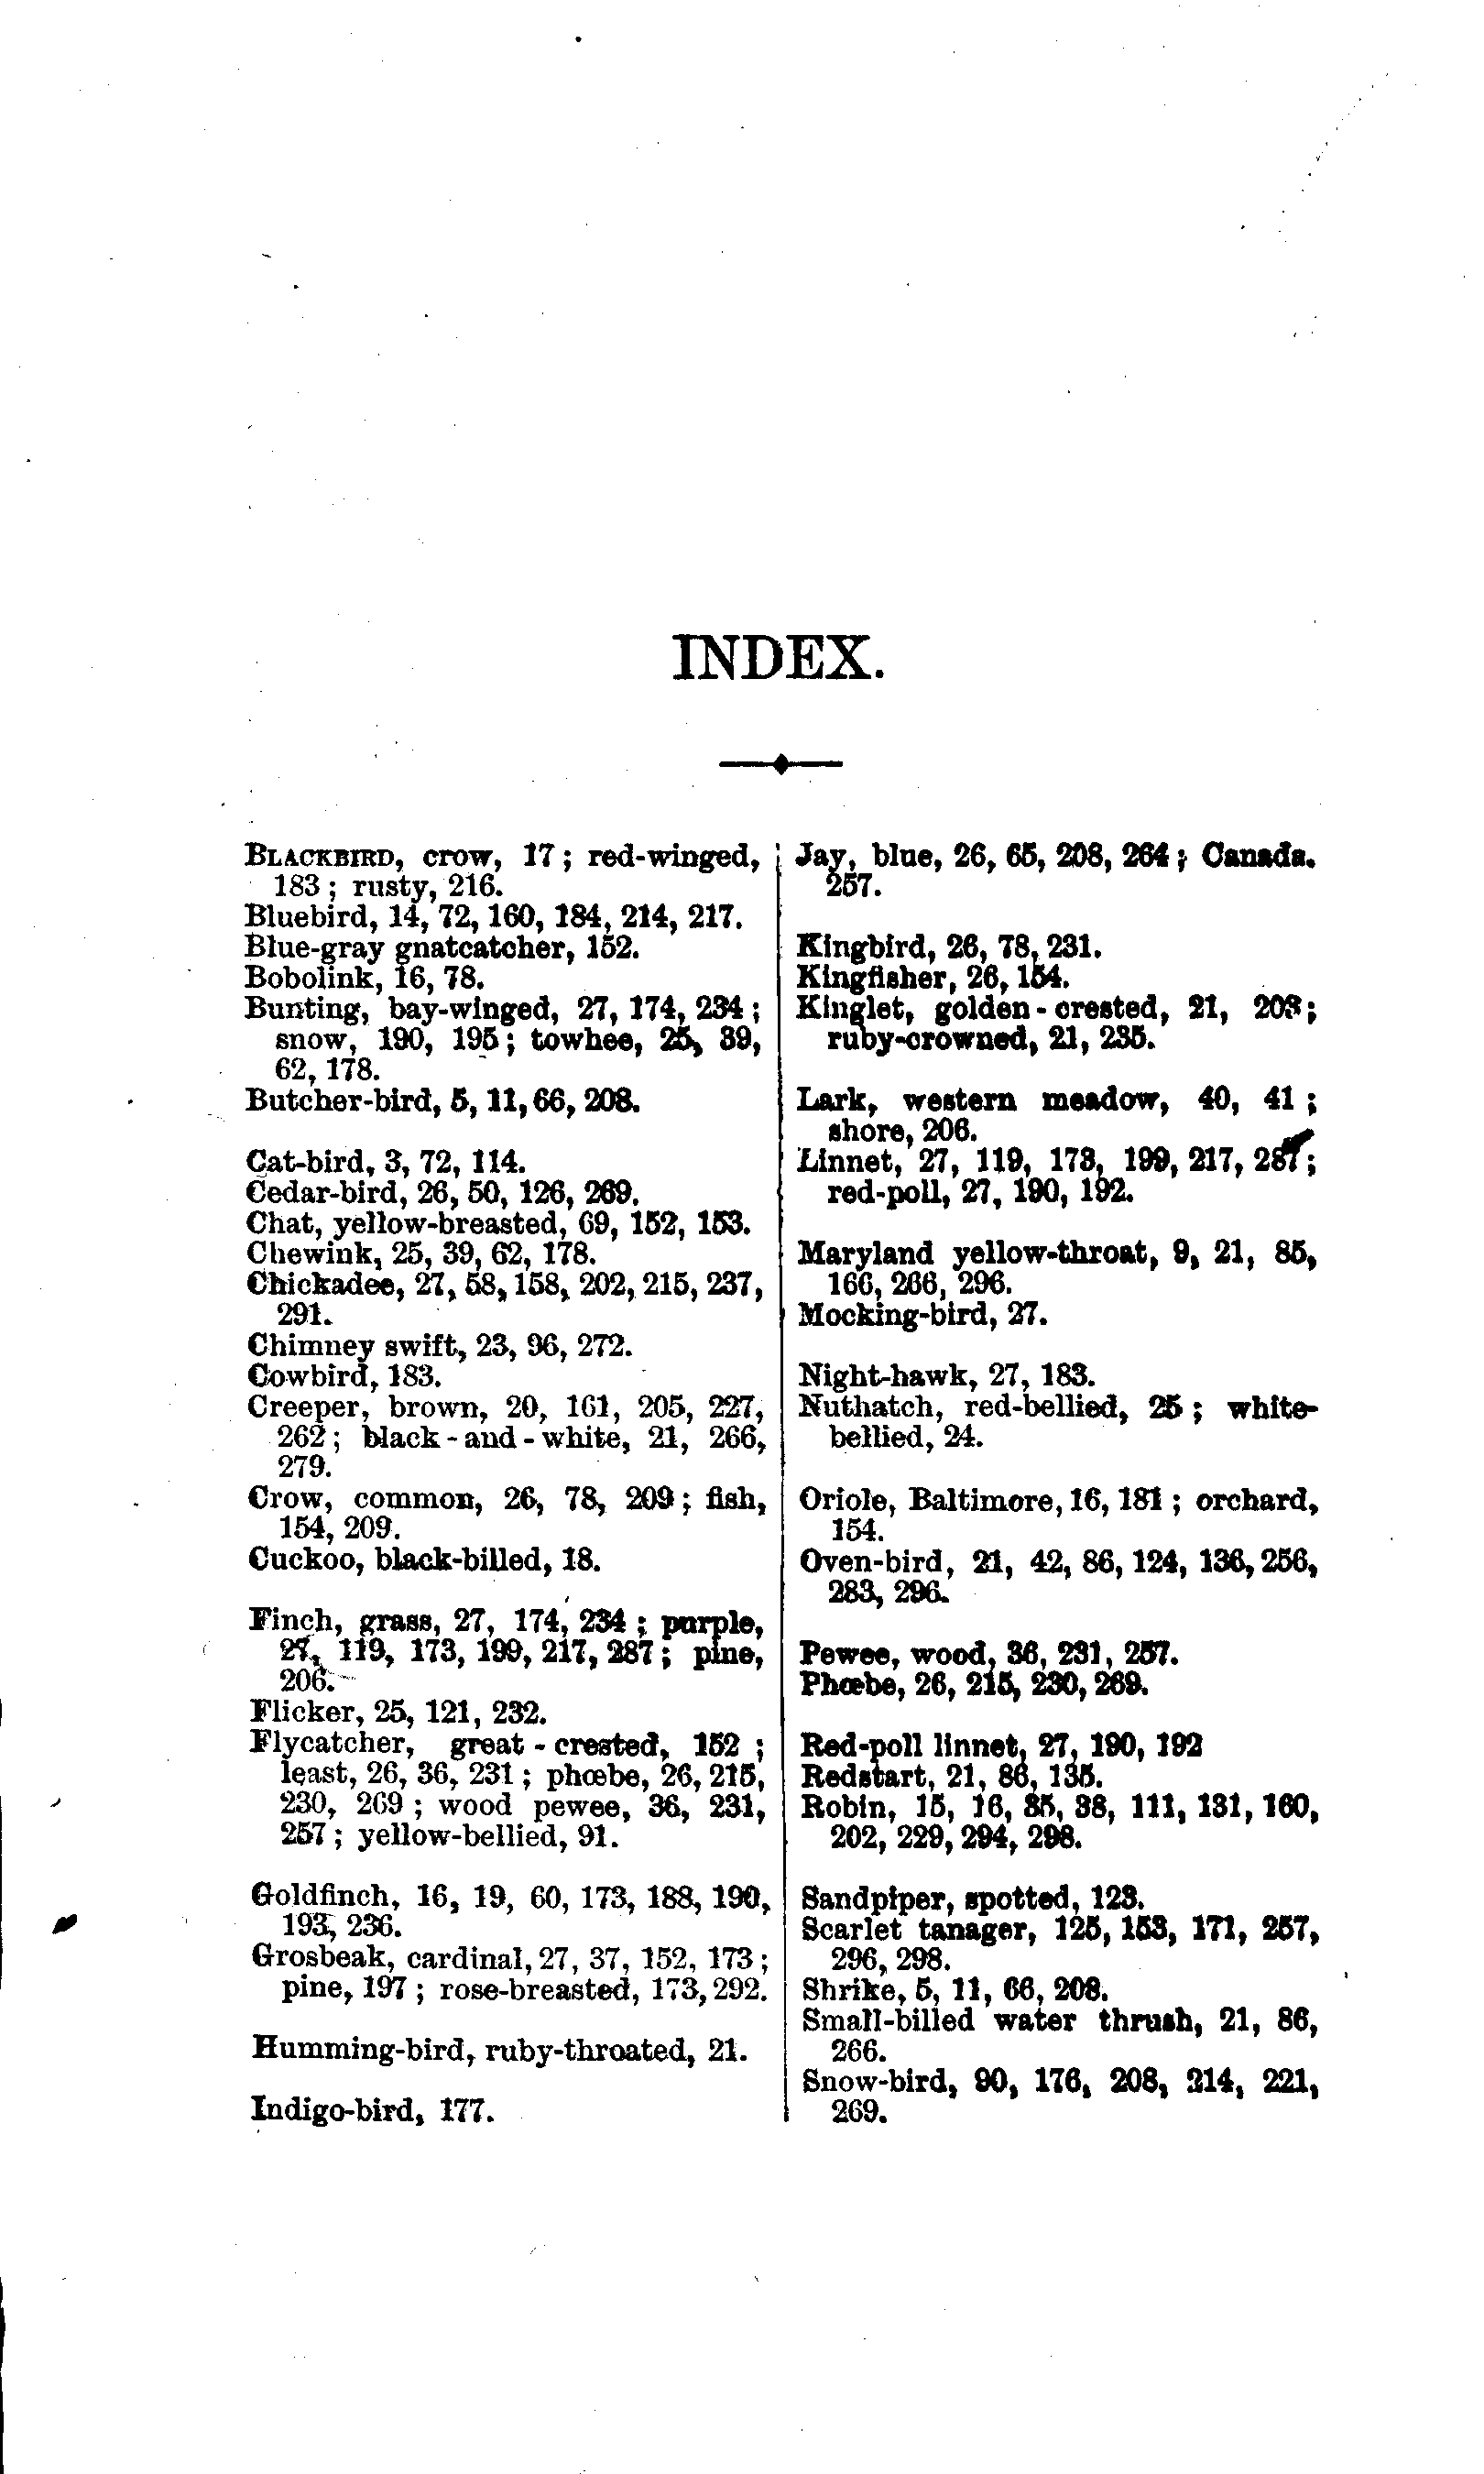 INDEX.
BLACKBIRD, crow, 17; red-winged,
183; rusty, 216.
Bluebird, 14, 72, 160, 184, 214, 217.
Blue-gray gnatcatcher, 152.
Bobolink, 16, 78.
Bunting, bay-winged, 27, 174, 234;
snow, 190, 195; towhee, 25, 39,
62, 178.
Butcher-bird, 5, 11, 66, 208.
Cat-bird, 3, 72, 114.
Cedar-bird, 26, 50, 126, 269.
Chat, yellow-breasted, 69, 152, 153.
Chewink, 25, 39, 62, 178.
Chickadee, 27, 58, 158, 202, 215, 237,
291.
Chimney swift, 23, 96, 272.
Cowbird, 183.
Creeper, brown, 20, 161, 205, 227,
262; black-and-white, 21, 266,
279.
Crow, common, 26, 78, 209; fish,
154, 209.
Cuckoo, black-billed, 18.
Finch, grass, 27, 174, 234; purple,
27, 119, 173, 199, 217, 287; pine,
206.
Flicker, 25, 121, 232.
Flycatcher, great-crested, 152;
least, 26, 36, 231; phœbe, 26, 215,
230, 269; wood pewee, 36, 231,
257; yellow-bellied, 91.
Goldfinch, 16, 19, 60, 173, 188, 190,
193, 236.
Grosbeak, cardinal, 27, 37, 152, 173;
pine, 197; rose-breasted, 173, 292.
Humming-bird, ruby-throated, 21.
Indigo-bird, 177.
Jay, blue, 26, 65, 208, 264; Canada.
257.
Kingbird, 26, 78, 231.
Kingfisher, 26, 154.
Kinglet, golden-crested, 21, 203;
ruby-crowned, 21, 235.
Lark, western meadow, 40, 41;
shore, 206.
Linnet, 27, 119, 173, 199, 217, 287;
red-poll, 27, 190, 192.
Maryland yellow-throat, 9, 21, 85,
166, 266, 296.
Mocking-bird, 27.
Night-hawk, 27, 183.
Nuthatch, red-bellied, 25; white-
bellied, 24.
Oriole, Baltimore, 16, 181; orchard,
154.
Oven-bird, 21, 42, 86, 124, 136, 256,
283, 296.
Pewee, wood, 36, 231, 257.
Phœbe, 26, 215, 230, 269.
Red-poll linnet, 27, 190, 192
Redstart, 21, 86, 135.
Robin, 15, 16, 35, 38, 111, 131, 160,
202, 229, 294, 298.
Sandpiper, spotted, 123.
Scarlet tanager, 125, 153, 171, 257,
296, 298.
Shrike, 5, 11, 66, 208.
Small-billed water thrush, 21, 86,
266.
Snow-bird, 90, 176, 208, 214, 221,
269.